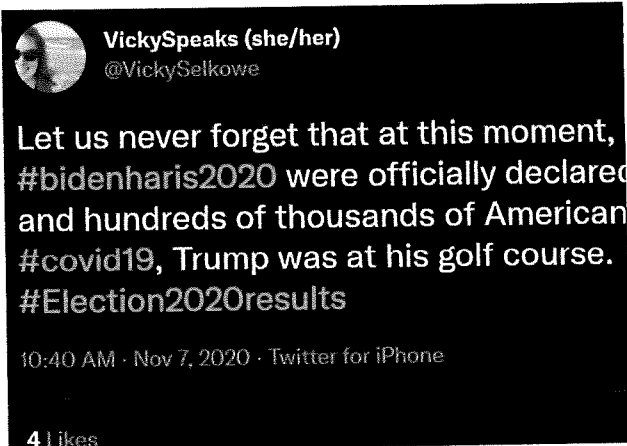 VickySpeaks (she/her)
@VickySelkowe
Let us never forget that at this moment,
#bidenharis2020 were officially declared
and hundreds of thousands of American
#covid19, Trump was at his golf course.
#Election2020results
10:40 AM · Nov 7, 2020 · Twitter for iPhone
4 Likes